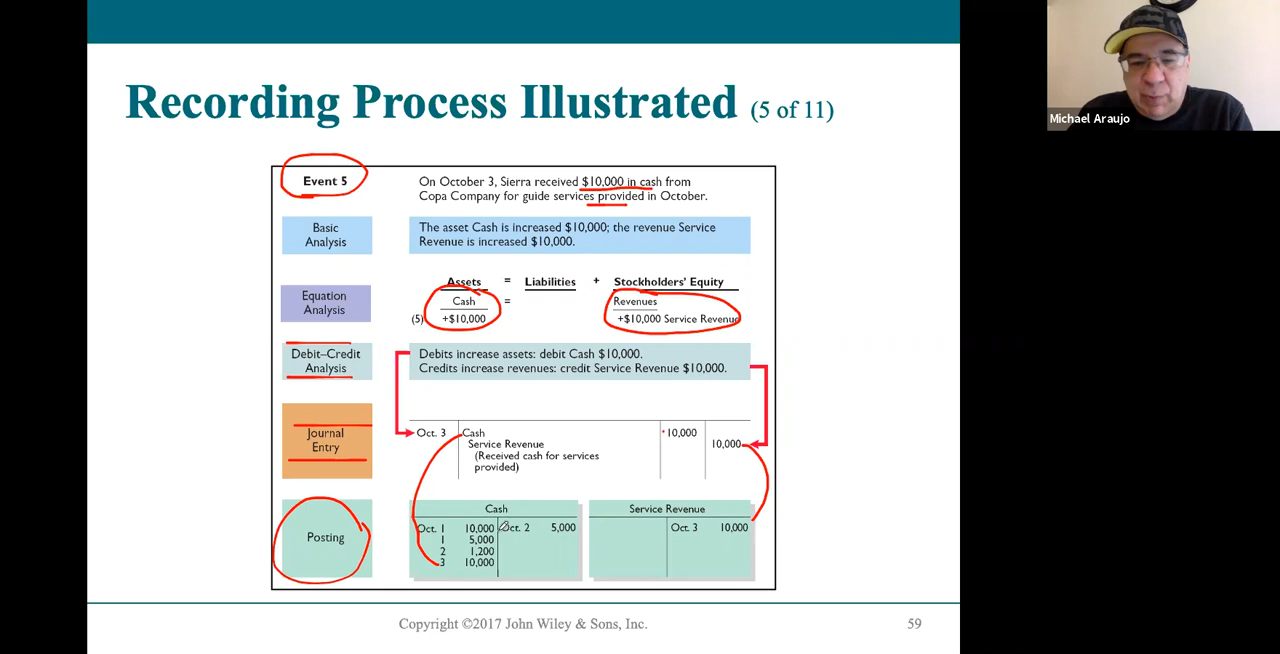 Michael Araujo
Recording Process Illustrated (5 of 11)
Event 5
On October 3, Sierra received $10,000 in cash from
Copa Company for guide services provided in October.
Basic
Analysis
The asset Cash is increased $10,000; the revenue Service
Revenue is increased $10,000.
Equation
Analysis
Assets = Liabilities + Stockholders' Equity
Cash = Revenues
(5) +$10,000 +$10,000 Service Revenue
Debit–Credit
Analysis
Debits increase assets: debit Cash $10,000.
Credits increase revenues: credit Service Revenue $10,000.
Journal
Entry
Oct. 3 Cash 10,000
Service Revenue 10,000
(Received cash for services
provided)
Posting
Cash
Oct. 1 10,000 Oct. 2 5,000
1 5,000
2 1,200
3 10,000
Service Revenue
Oct. 3 10,000
Copyright ©2017 John Wiley & Sons, Inc. 59